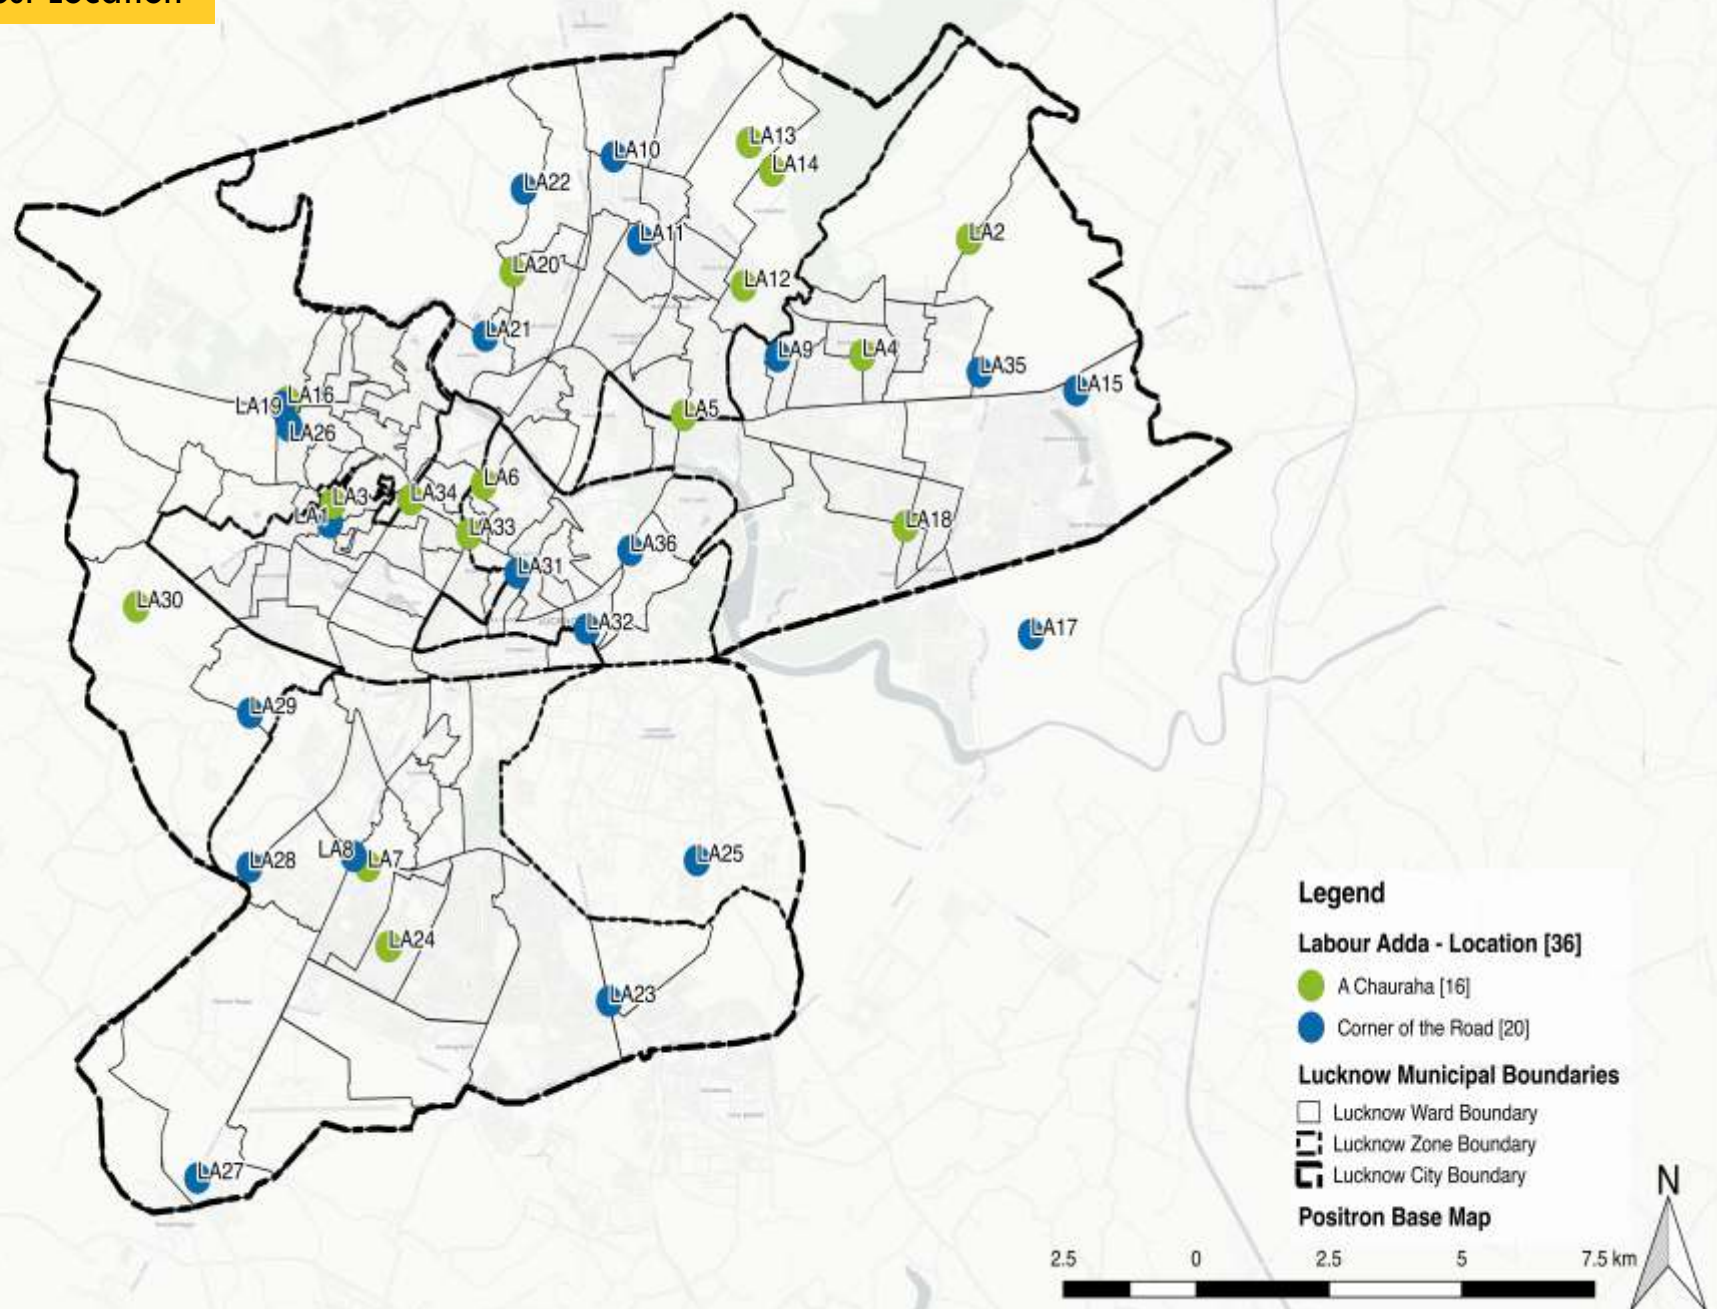 Location
LA10
LA13
LA14
LA22
LA11
LA2
LA20
LA12
LA21
LA9
LA4
LA35
LA15
LA16
LA19
LA26
LA5
LA6
LA3
LA34
LA1
LA33
LA18
LA31
LA36
LA30
LA32
LA17
LA29
LA8
LA7
LA28
LA25
LA24
LA23
LA27
Legend
Labour Adda - Location [36]
A Chauraha [16]
Corner of the Road [20]
Lucknow Municipal Boundaries
Lucknow Ward Boundary
Lucknow Zone Boundary
Lucknow City Boundary
Positron Base Map
N
2.5 0 2.5 5 7.5 km